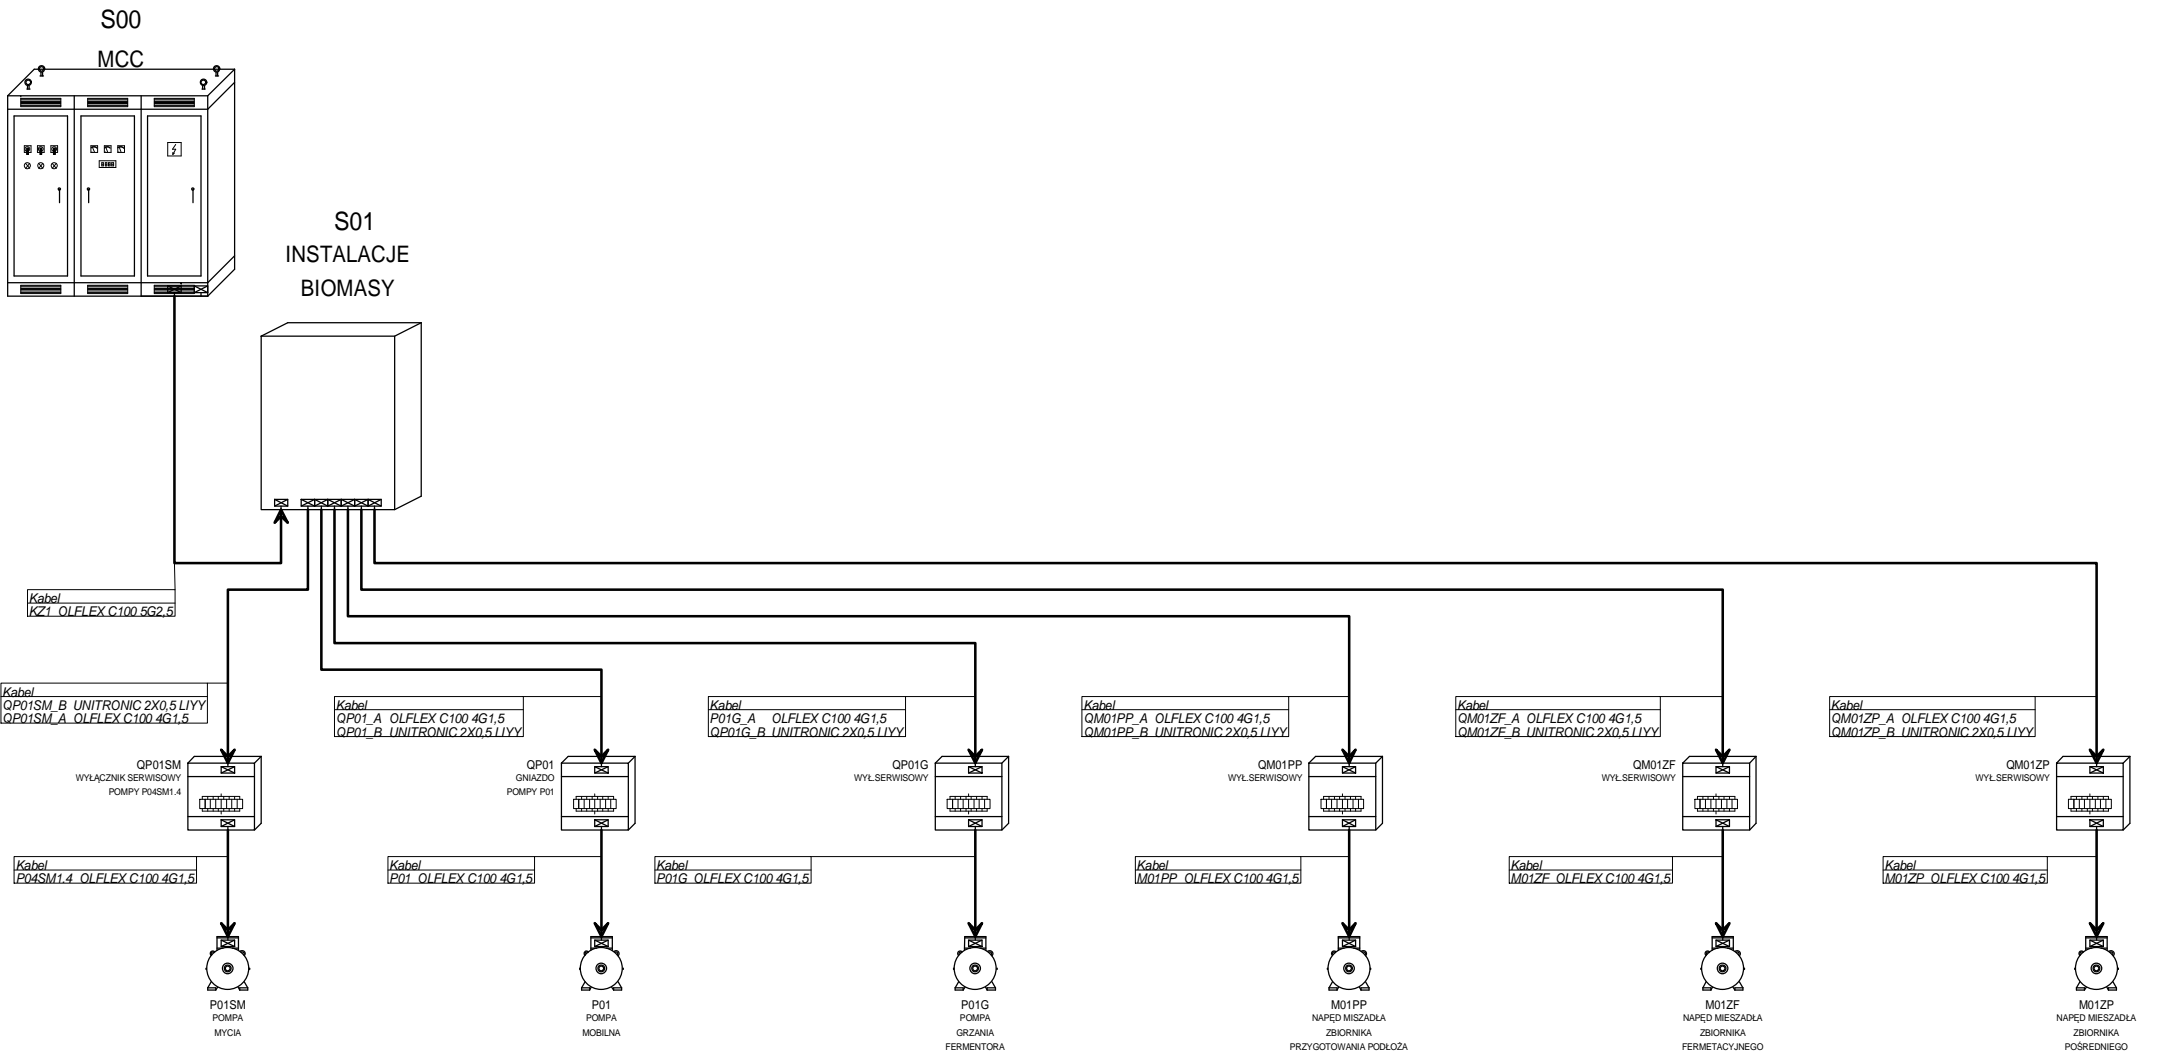 S00
MCC
S01
INSTALACJE
BIOMASY
Kabel
KZ1 OLFLEX C100 5G2,5
Kabel
QP01SM_B UNITRONIC 2X0,5 LIYY
QP01SM_A OLFLEX C100 4G1,5
Kabel
QP01_A OLFLEX C100 4G1,5
QP01_B UNITRONIC 2X0,5 LIYY
Kabel
P01G_A OLFLEX C100 4G1,5
QP01G_B UNITRONIC 2X0,5 LIYY
Kabel
QM01PP_A OLFLEX C100 4G1,5
QM01PP_B UNITRONIC 2X0,5 LIYY
Kabel
QM01ZF_A OLFLEX C100 4G1,5
QM01ZF_B UNITRONIC 2X0,5 LIYY
Kabel
QM01ZP_A OLFLEX C100 4G1,5
QM01ZP_B UNITRONIC 2X0,5 LIYY
QP01SM
WYŁĄCZNIK SERWISOWY
POMPY P04SM1.4
QP01
GNIAZDO
POMPY P01
QP01G
WYŁ.SERWISOWY
QM01PP
WYŁ.SERWISOWY
QM01ZF
WYŁ.SERWISOWY
QM01ZP
WYŁ.SERWISOWY
Kabel
P04SM1.4 OLFLEX C100 4G1,5
Kabel
P01 OLFLEX C100 4G1,5
Kabel
P01G OLFLEX C100 4G1,5
Kabel
M01PP OLFLEX C100 4G1,5
Kabel
M01ZF OLFLEX C100 4G1,5
Kabel
M01ZP OLFLEX C100 4G1,5
P01SM
POMPA
MYCIA
P01
POMPA
MOBILNA
P01G
POMPA
GRZANIA
FERMENTORA
M01PP
NAPĘD MISZADŁA
ZBIORNIKA
PRZYGOTOWANIA PODŁOŻA
M01ZF
NAPĘD MIESZADŁA
ZBIORNIKA
FERMETACYJNEGO
M01ZP
NAPĘD MIESZADŁA
ZBIORNIKA
POŚREDNIEGO